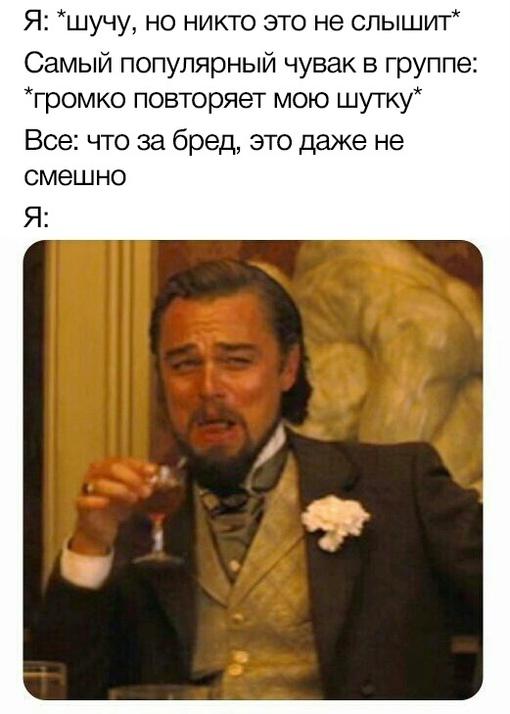 Я: *шучу, но никто это не слышит*
Самый популярный чувак в группе:
*громко повторяет мою шутку*
Все: что за бред, это даже не
смешно
Я: